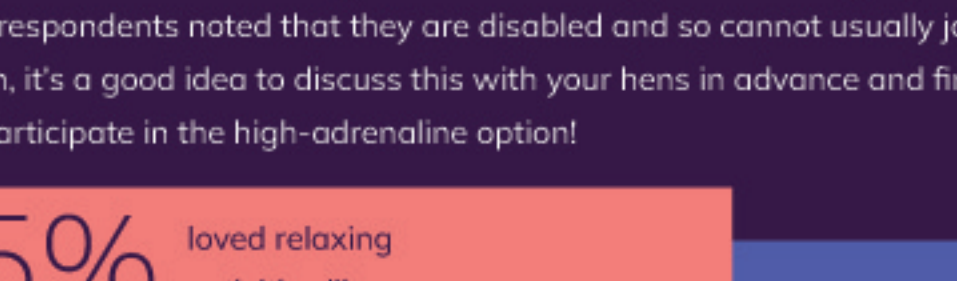 respondents noted that they are disabled and so cannot usually
it's a good idea to discuss this with your hens in advance and
articipate in the high-adrenaline option!
5%
loved relaxing